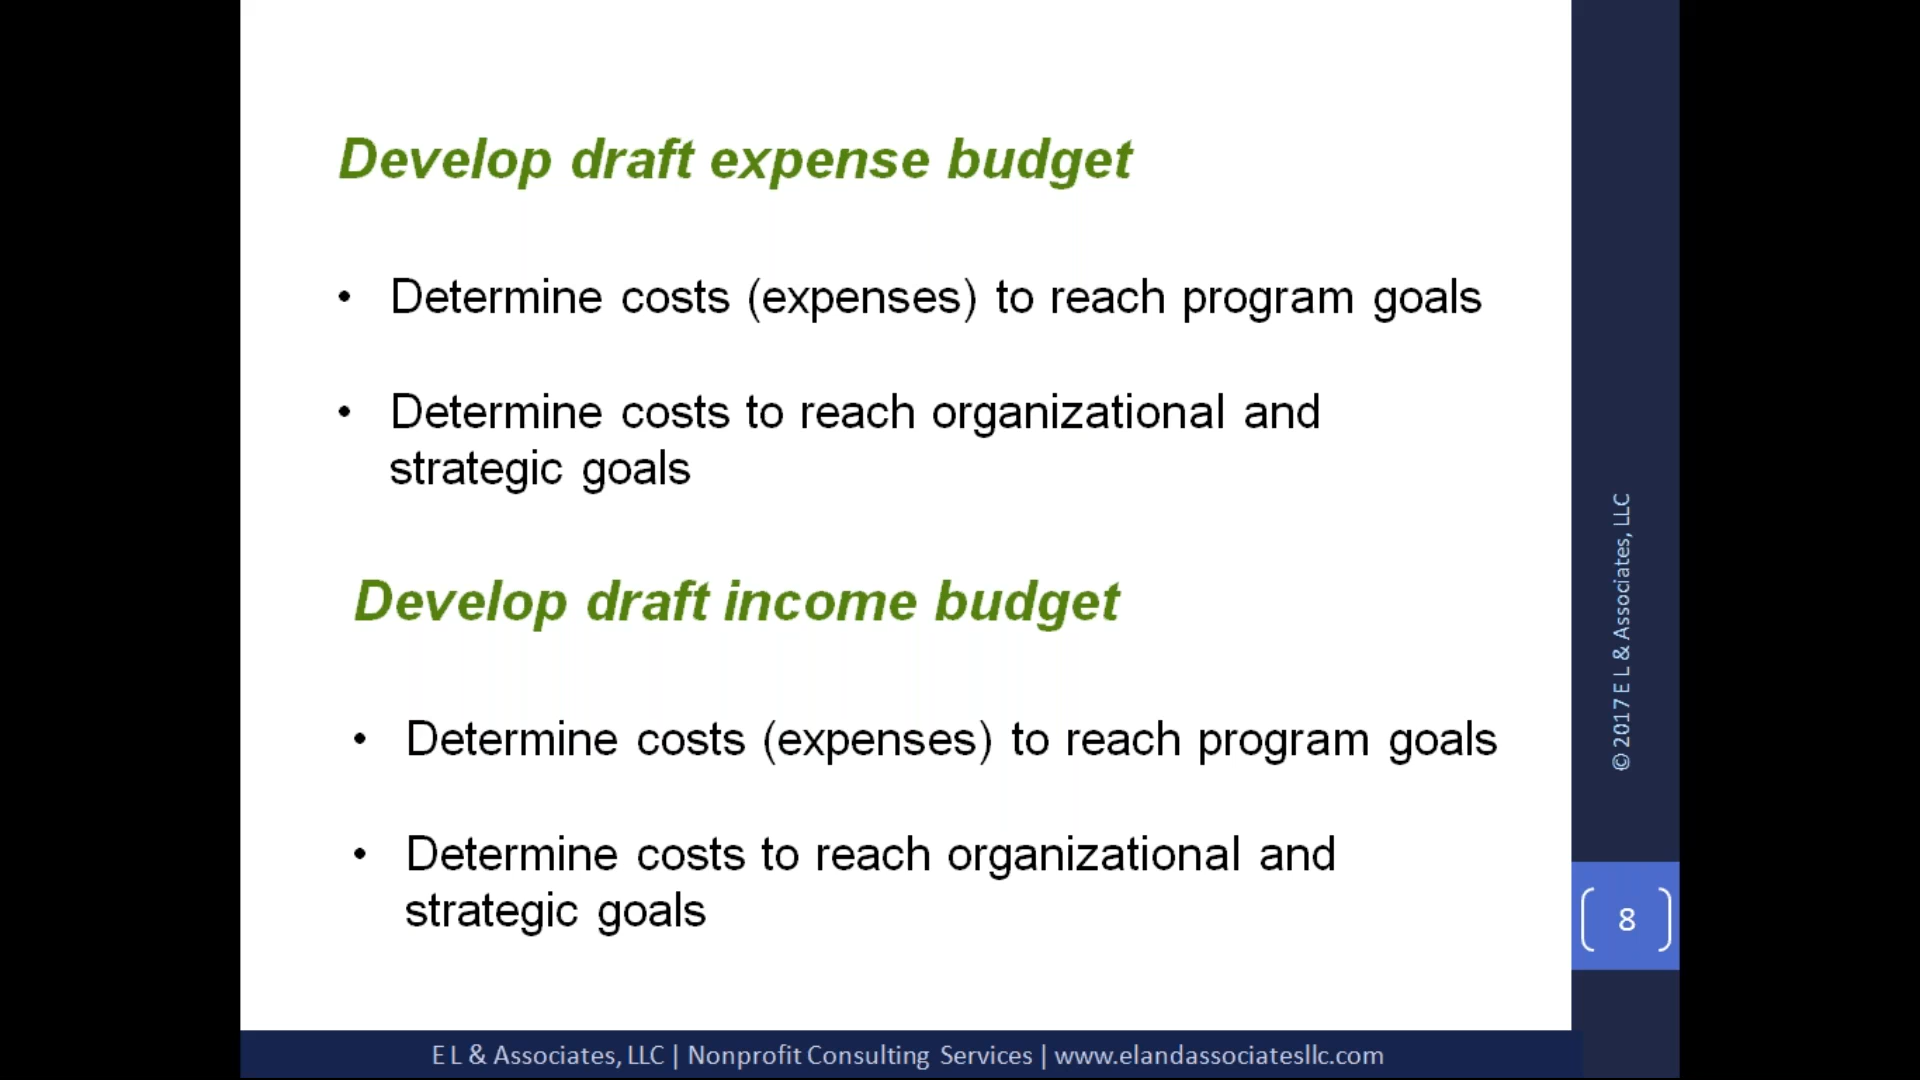 Develop draft expense budget
• Determine costs (expenses) to reach program goals
• Determine costs to reach organizational and
strategic goals
Develop draft income budget
• Determine costs (expenses) to reach program goals
• Determine costs to reach organizational and
strategic goals
© 2017 E L & Associates, LLC
8
E L & Associates, LLC | Nonprofit Consulting Services | www.elandassociatesllc.com